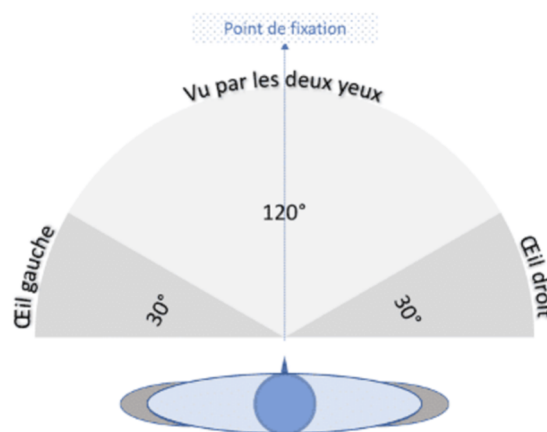 Point de fixation
Vu par les deux yeux
120°
Œil gauche
Œil droit
30°
30°